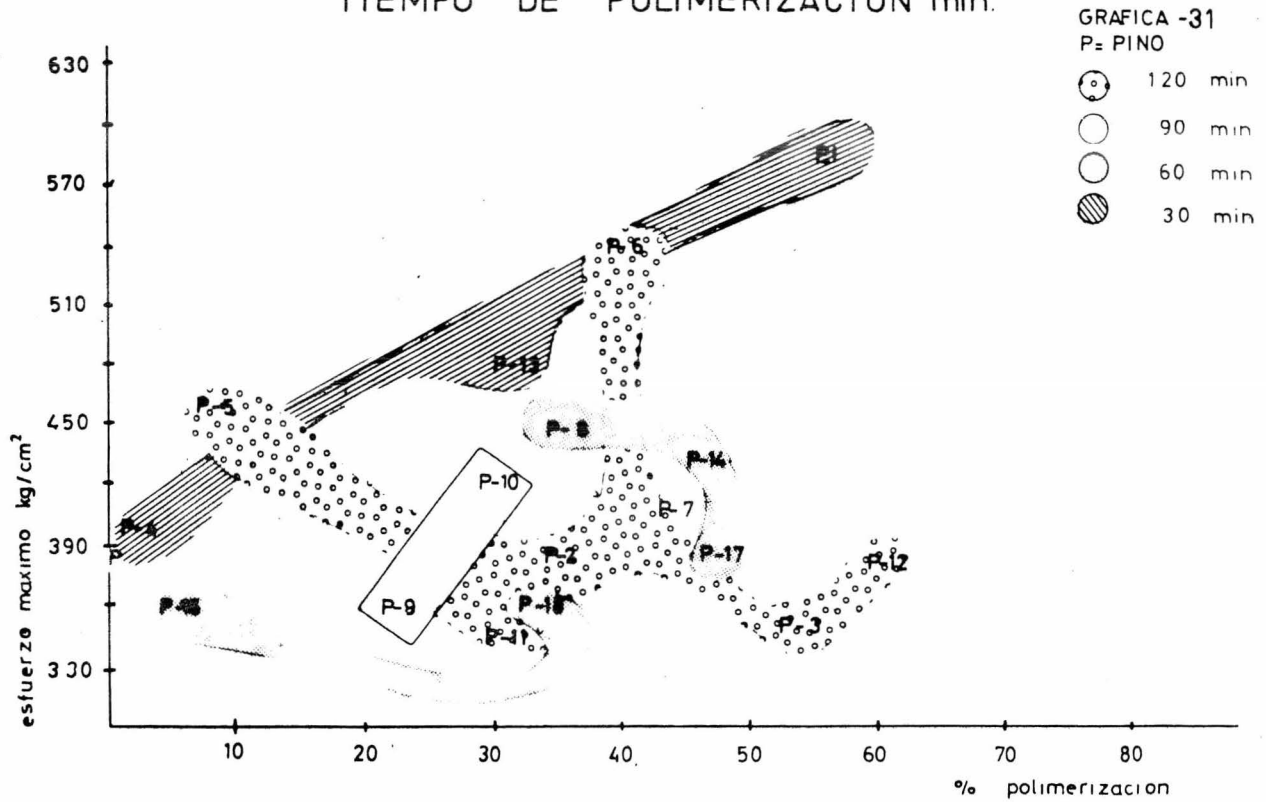 TIEMPO DE POLIMERIZACION min.
GRAFICA -31
P= PINO
120 min
90 min
60 min
30 min
esfuerzo maximo kg/cm²
630
570
510
450
390
330
P-6
P-13
P-5
P-8
P-14
P-10
P-7
P-4
P
P-2
P-17
P-12
P-9
P-3
P-11
10 20 30 40 50 60 70 80
% polimerizacion